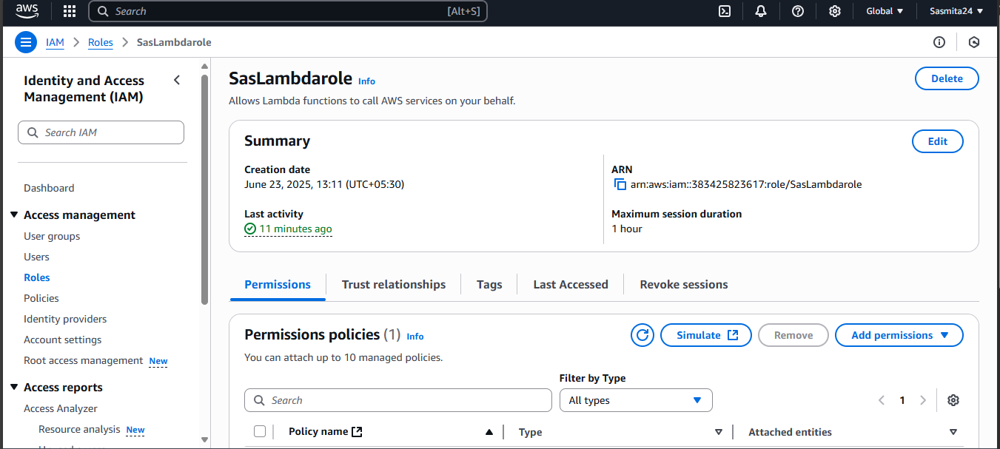 aws
Search [Alt+S]
Global
Sasmita24
IAM
Roles
SasLambdarole
Identity and Access
Management (IAM)
Search IAM
Dashboard
Access management
User groups
Users
Roles
Policies
Identity providers
Account settings
Root access management New
Access reports
Access Analyzer
Resource analysis New
SasLambdarole Info
Delete
Allows Lambda functions to call AWS services on your behalf.
Summary
Edit
Creation date
June 23, 2025, 13:11 (UTC+05:30)
ARN
arn:aws:iam::383425823617:role/SasLambdarole
Last activity
11 minutes ago
Maximum session duration
1 hour
Permissions
Trust relationships
Tags
Last Accessed
Revoke sessions
Permissions policies (1) Info
Simulate
Remove
Add permissions
You can attach up to 10 managed policies.
Filter by Type
Search
All types
1
Policy name
Type
Attached entities